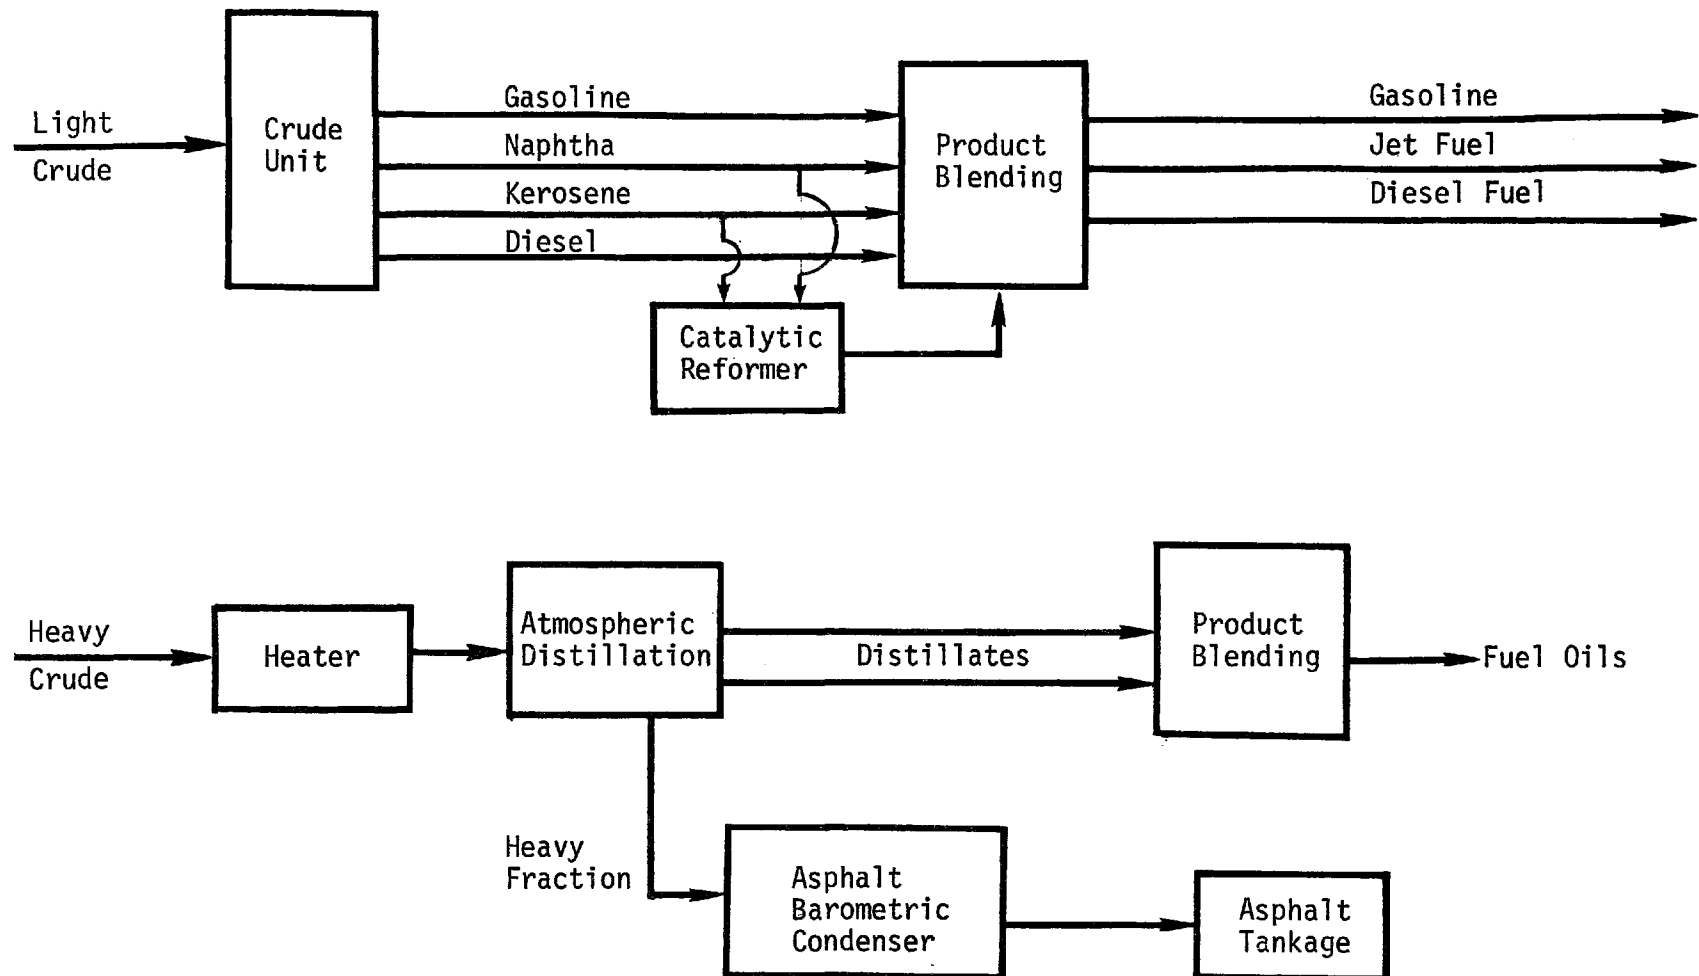 Light
Crude
Crude
Unit
Gasoline
Naphtha
Kerosene
Diesel
Product
Blending
Gasoline
Jet Fuel
Diesel Fuel
Catalytic
Reformer
Heavy
Crude
Heater
Atmospheric
Distillation
Distillates
Product
Blending
Fuel Oils
Heavy
Fraction
Asphalt
Barometric
Condenser
Asphalt
Tankage